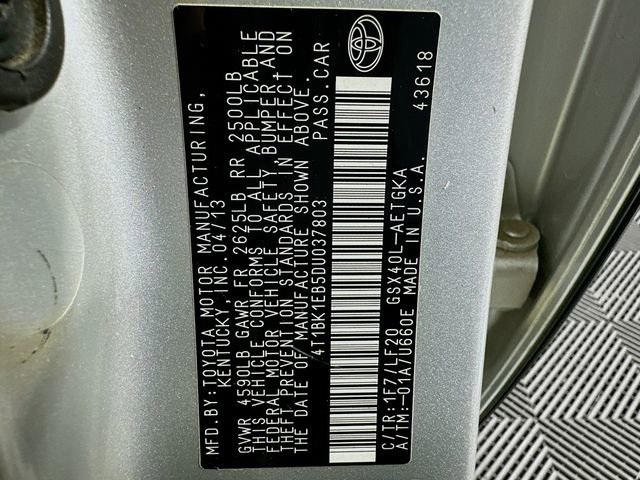 MFD.BY:TOYOTA MOTOR MANUFACTURING,
KENTUCKY, INC.04/13
GVWR 4590LB GAWR FR 2625LB RR 2500LB
THIS VEHICLE CONFORMS TO ALL APPLICABLE
FEDERAL MOTOR VEHICLE SAFETY, BUMPER, AND
THEFT PREVENTION STANDARDS IN EFFECT ON
THE DATE OF MANUFACTURE SHOWN ABOVE.
4T1BK1EB5DU037803 PASS.CAR
C/TR:1F7/LF20 GSX40L-AETGKA
A/TM:-01A/U660E MADE IN U.S.A.
43618